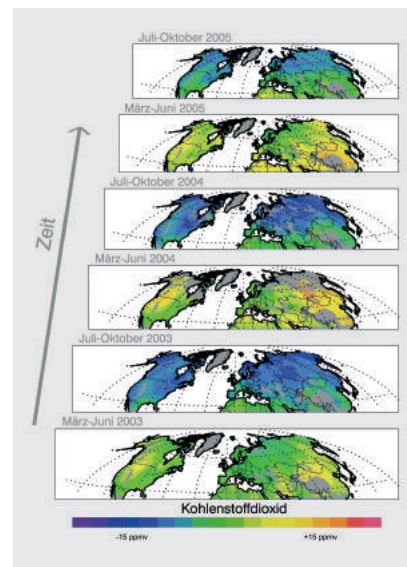 Juli-Oktober 2005
März-Juni 2005
Juli-Oktober 2004
März-Juni 2004
Juli-Oktober 2003
März-Juni 2003
Zeit
Kohlenstoffdioxid
-15 ppmv +15 ppmv